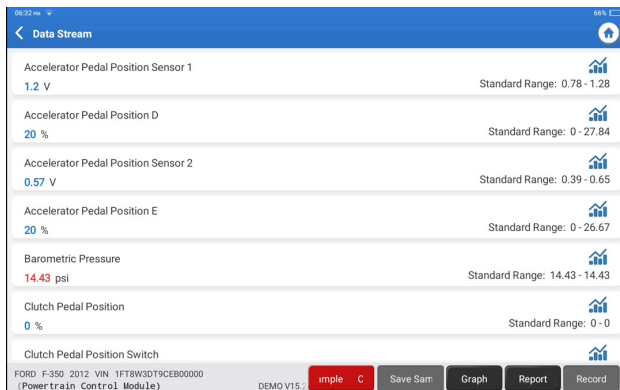 06:32 PM 66%
Data Stream
Accelerator Pedal Position Sensor 1
1.2 V Standard Range: 0.78 - 1.28
Accelerator Pedal Position D
20 % Standard Range: 0 - 27.84
Accelerator Pedal Position Sensor 2
0.57 V Standard Range: 0.39 - 0.65
Accelerator Pedal Position E
20 % Standard Range: 0 - 26.67
Barometric Pressure
14.43 psi Standard Range: 14.43 - 14.43
Clutch Pedal Position
0 % Standard Range: 0 - 0
Clutch Pedal Position Switch
FORD F-350 2012 VIN 1FT8W3DT9CEB00000
(Powertrain Control Module) DEMO V15.2 imple C Save Sam Graph Report Record